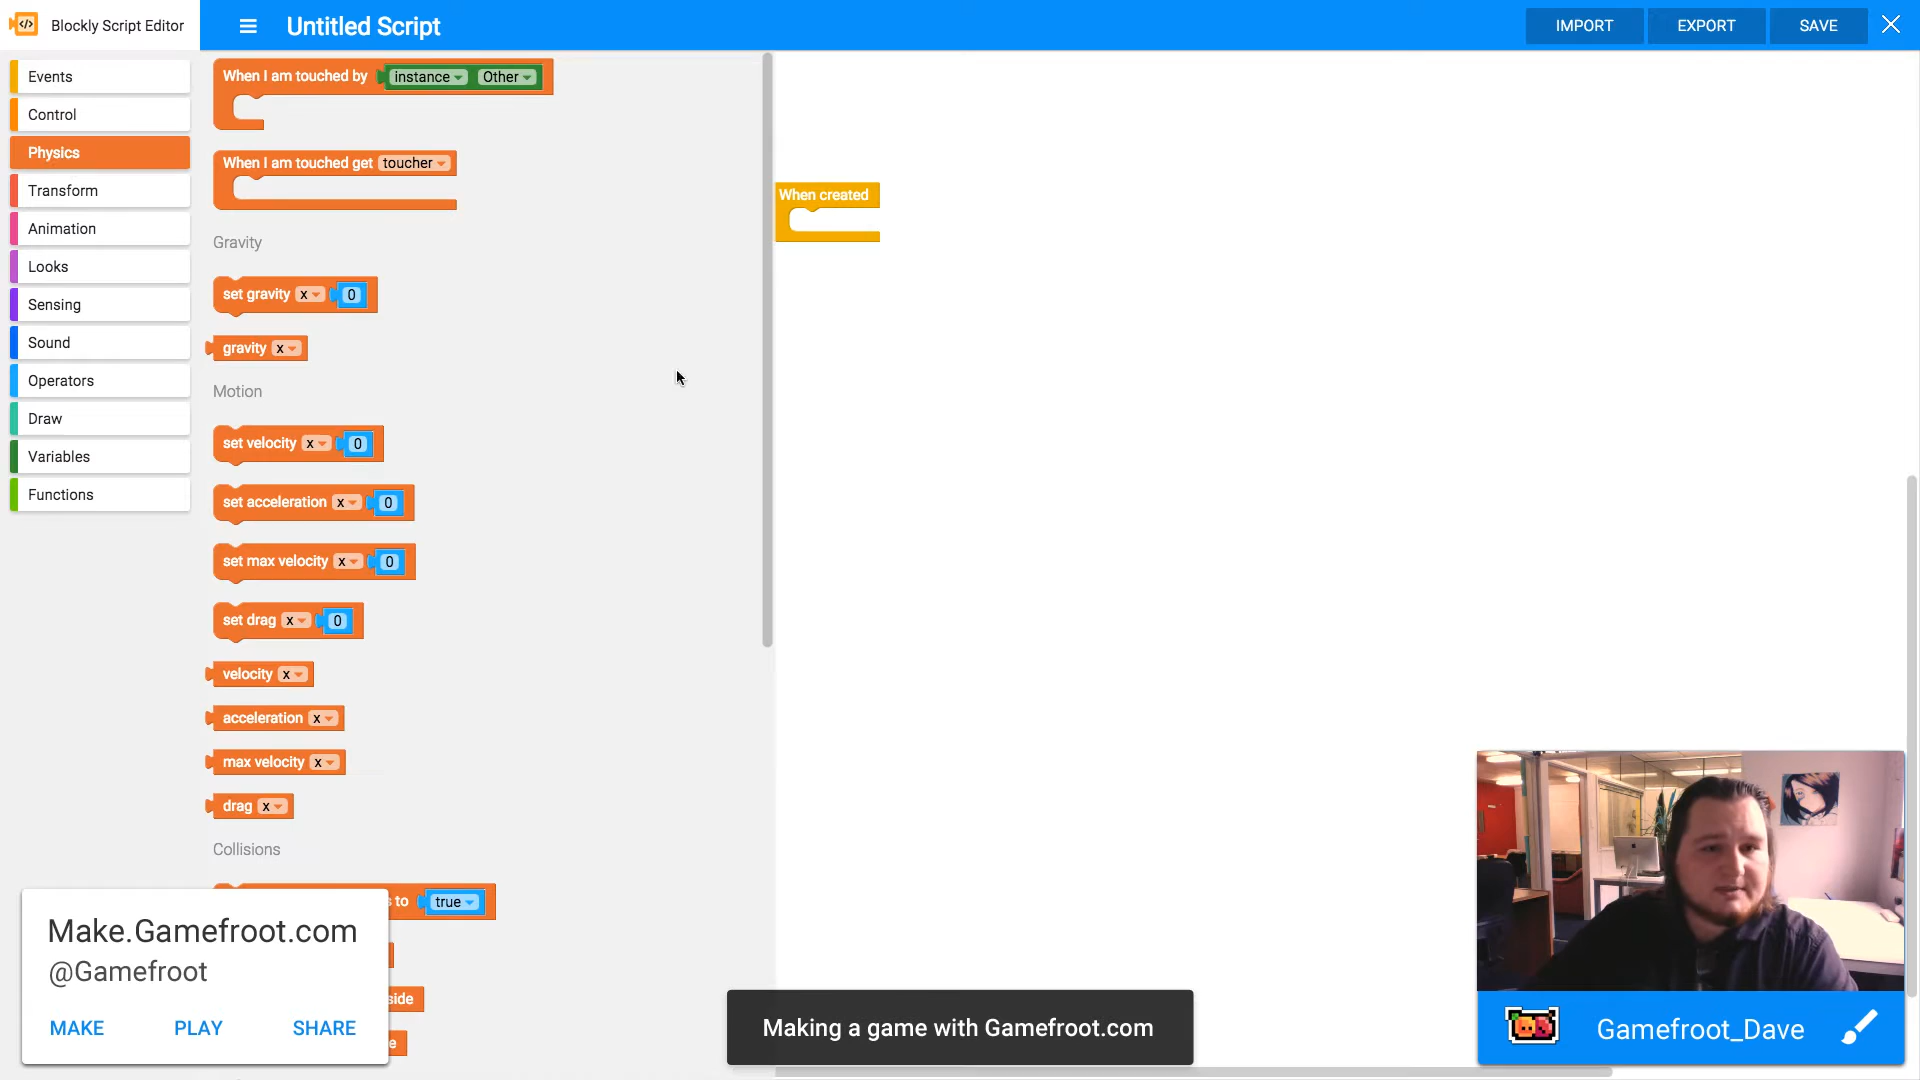 Blockly Script Editor
Untitled Script
IMPORT
EXPORT
SAVE
Events
Control
Physics
Transform
Animation
Looks
Sensing
Sound
Operators
Draw
Variables
Functions
When I am touched by instance Other
When I am touched get toucher
Gravity
set gravity x 0
gravity x
Motion
set velocity x 0
set acceleration x 0
set max velocity x 0
set drag x 0
velocity x
acceleration x
max velocity x
drag x
Collisions
to true
side
When created
Make.Gamefroot.com
@Gamefroot
MAKE PLAY SHARE
Making a game with Gamefroot.com
Gamefroot_Dave